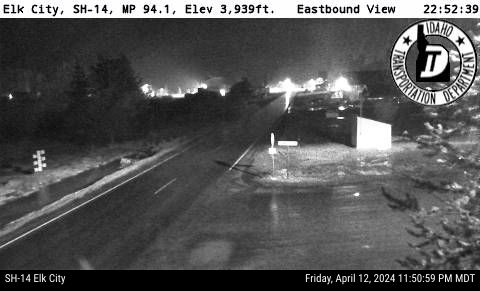 Elk City, SH-14, MP 94.1, Elev 3,939ft. Eastbound View 22:52:39
IDAHO
TRANSPORTATION DEPARTMENT
SH-14 Elk City Friday, April 12, 2024 11:50:59 PM MDT